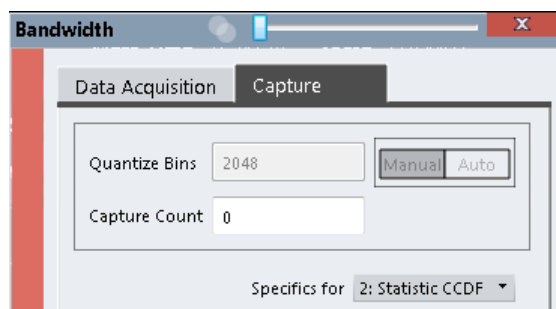 Bandwidth
x
Data Acquisition Capture
Quantize Bins 2048 Manual Auto
Capture Count 0
Specifics for 2: Statistic CCDF